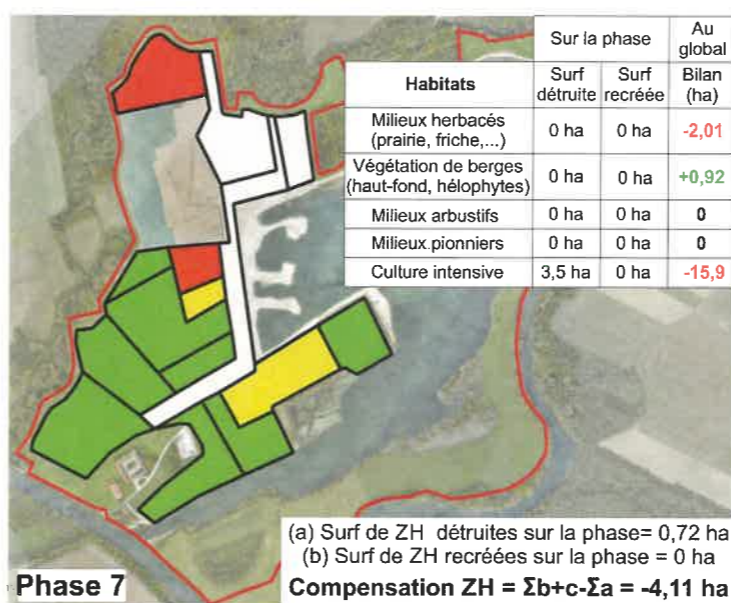 Sur la phase
Au global
Habitats
Surf détruite
Surf recréée
Bilan (ha)
Milieux herbacés (prairie, friche,...)
0 ha
0 ha
-2,01
Végétation de berges (haut-fond, hélophytes)
0 ha
0 ha
+0,92
Milieux arbustifs
0 ha
0 ha
0
Milieux pionniers
0 ha
0 ha
0
Culture intensive
3,5 ha
0 ha
-15,9
(a) Surf de ZH détruites sur la phase= 0,72 ha
(b) Surf de ZH recréées sur la phase = 0 ha
Phase 7
Compensation ZH = Σb+c-Σa = -4,11 ha